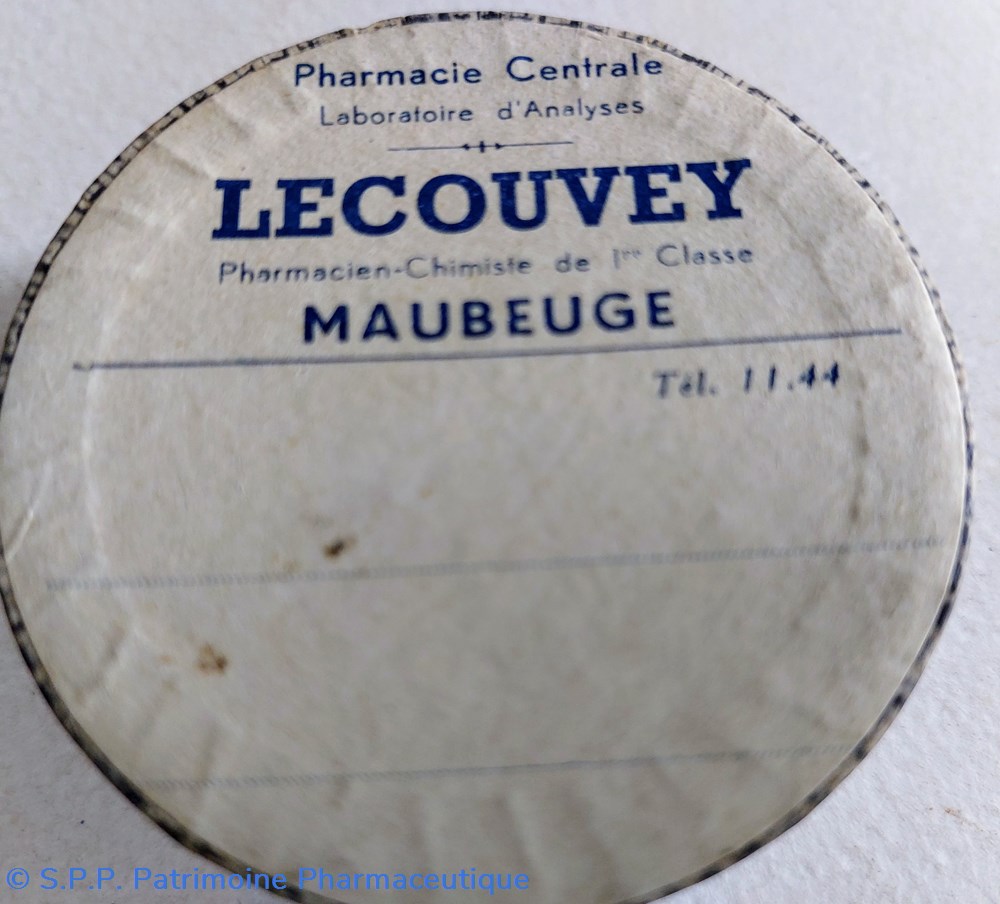 Pharmacie Centrale
Laboratoire d'Analyses
LECOUVEY
Pharmacien-Chimiste de 1re Classe
MAUBEUGE
Tél. 11.44
© S.P.P. Patrimoine Pharmaceutique